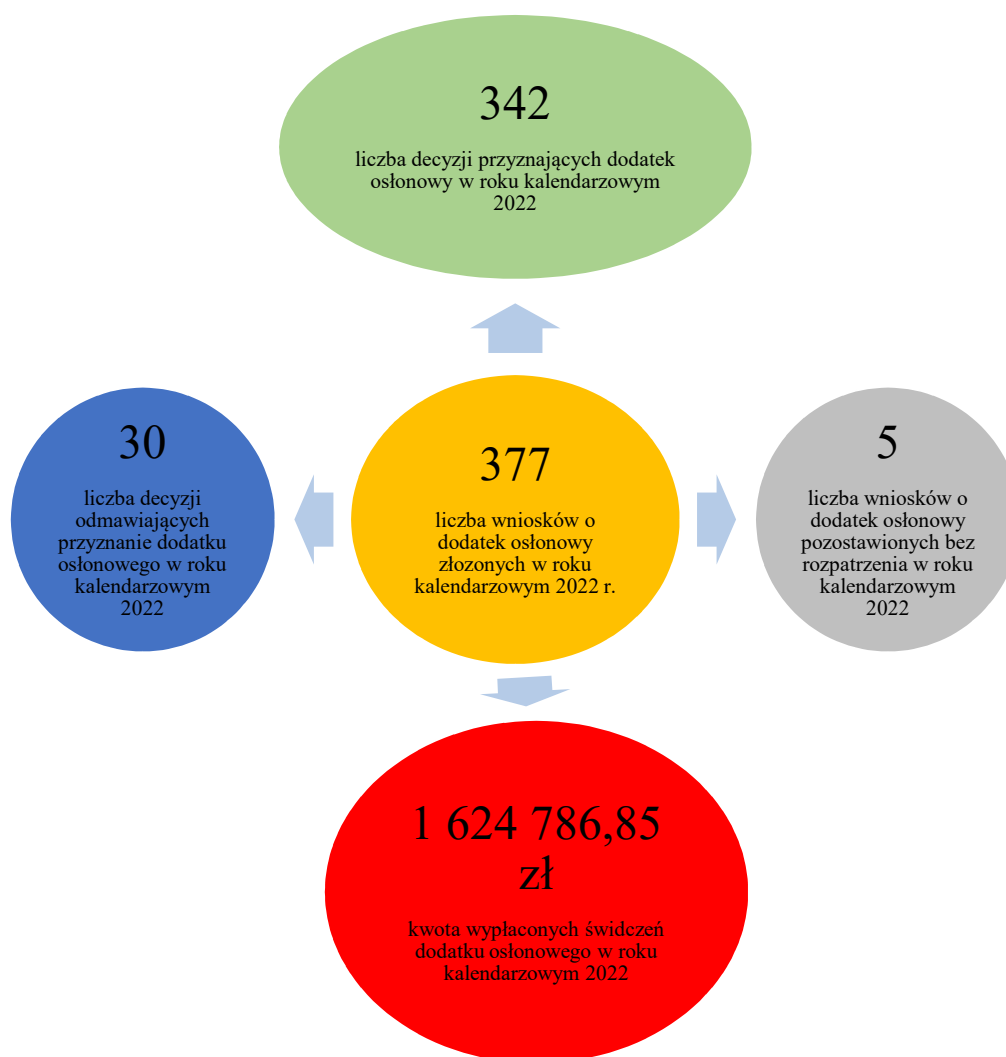 342
liczba decyzji przyznających dodatek
osłonowy w roku kalendarzowym
2022
30
liczba decyzji
odmawiających
przyznanie dodatku
osłonowego w roku
kalendarzowym
2022
377
liczba wniosków o
dodatek osłonowy
złozonych w roku
kalendarzowym 2022 r.
5
liczba wniosków o
dodatek osłonowy
pozostawionych bez
rozpatrzenia w roku
kalendarzowym
2022
1 624 786,85
zł
kwota wypłaconych świdczeń
dodatku osłonowego w roku
kalendarzowym 2022